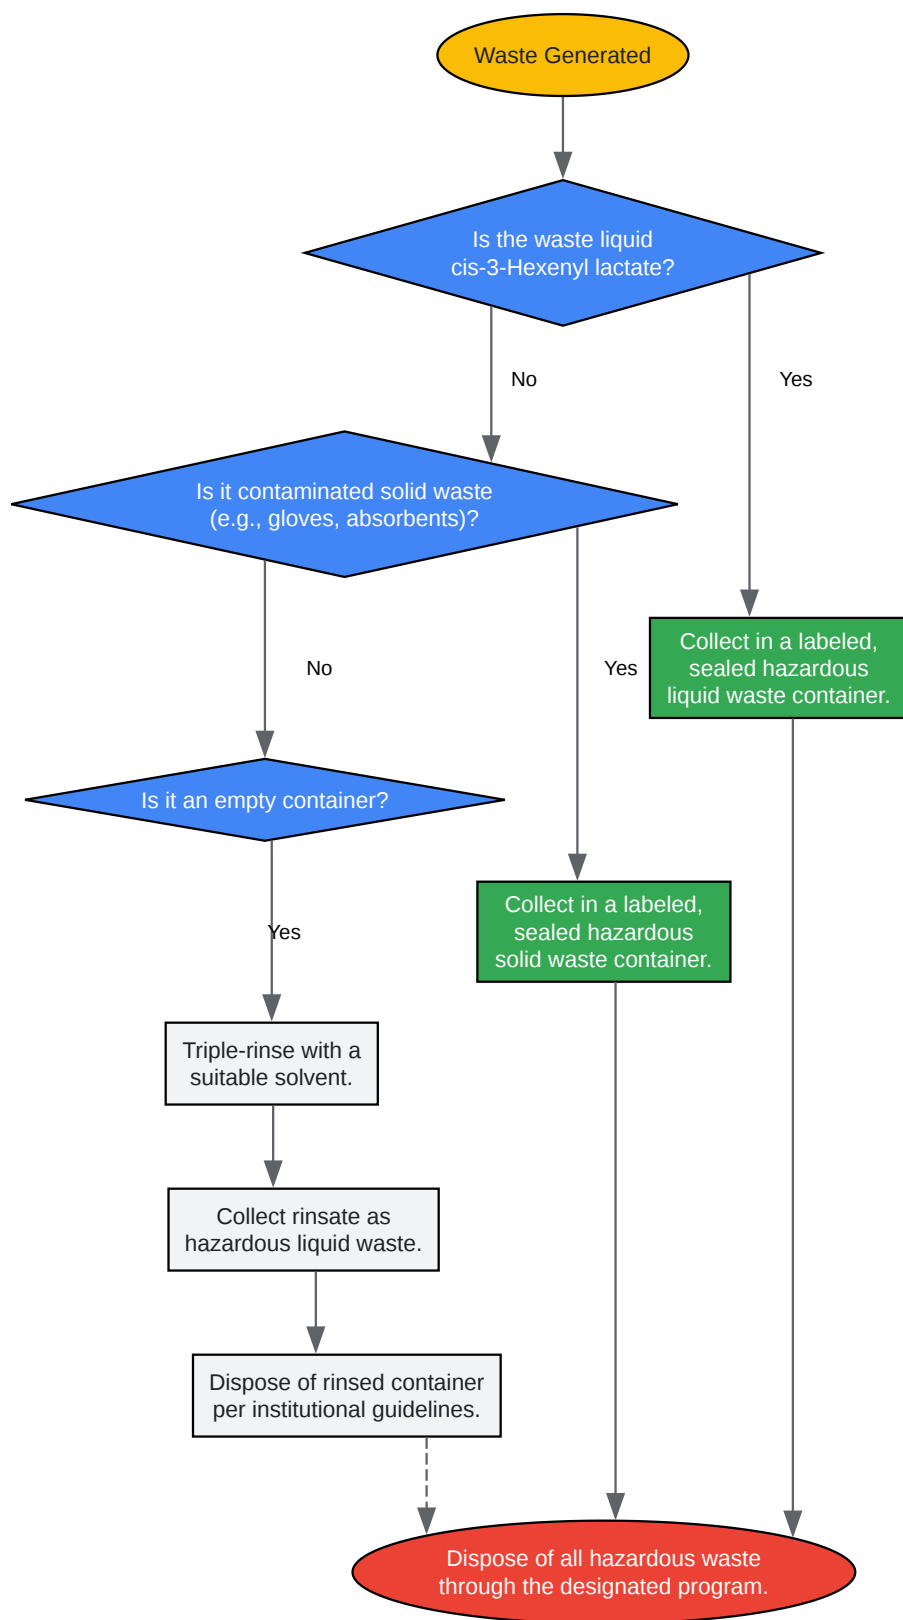 Waste Generated
Is the waste liquid
cis-3-Hexenyl lactate?
No
Yes
Is it contaminated solid waste
(e.g., gloves, absorbents)?
No
Yes
Collect in a labeled,
sealed hazardous
liquid waste container.
Is it an empty container?
Yes
Collect in a labeled,
sealed hazardous
solid waste container.
Triple-rinse with a
suitable solvent.
Collect rinsate as
hazardous liquid waste.
Dispose of rinsed container
per institutional guidelines.
Dispose of all hazardous waste
through the designated program.